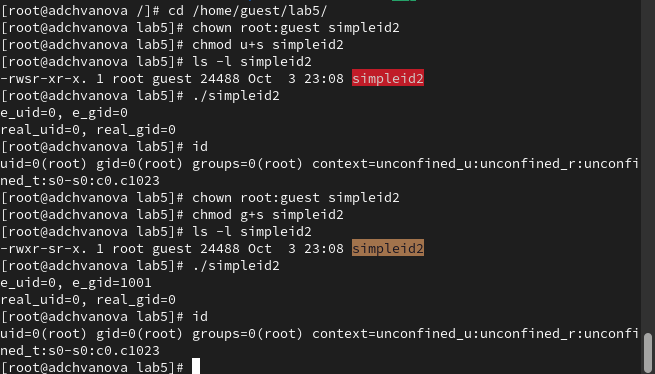 [root@adchvanova /]# cd /home/guest/lab5/
[root@adchvanova lab5]# chown root:guest simpleid2
[root@adchvanova lab5]# chmod u+s simpleid2
[root@adchvanova lab5]# ls -l simpleid2
-rwsr-xr-x. 1 root guest 24488 Oct  3 23:08 simpleid2
[root@adchvanova lab5]# ./simpleid2
e_uid=0, e_gid=0
real_uid=0, real_gid=0
[root@adchvanova lab5]# id
uid=0(root) gid=0(root) groups=0(root) context=unconfined_u:unconfined_r:unconfi
ned_t:s0-s0:c0.c1023
[root@adchvanova lab5]# chown root:guest simpleid2
[root@adchvanova lab5]# chmod g+s simpleid2
[root@adchvanova lab5]# ls -l simpleid2
-rwxr-sr-x. 1 root guest 24488 Oct  3 23:08 simpleid2
[root@adchvanova lab5]# ./simpleid2
e_uid=0, e_gid=1001
real_uid=0, real_gid=0
[root@adchvanova lab5]# id
uid=0(root) gid=0(root) groups=0(root) context=unconfined_u:unconfined_r:unconfi
ned_t:s0-s0:c0.c1023
[root@adchvanova lab5]#